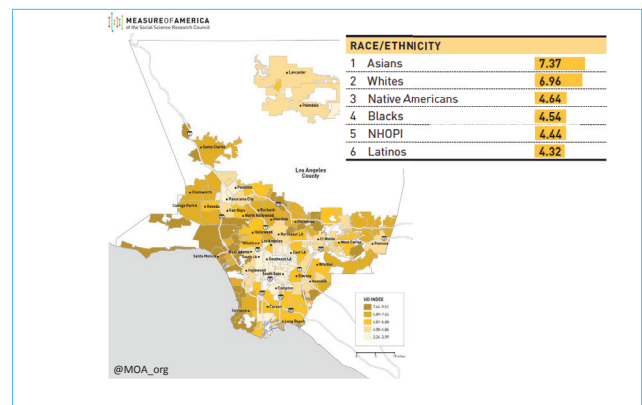 MEASURE OF AMERICA
of the Social Science Research Council
RACE/ETHNICITY
1 Asians 7.37
2 Whites 6.96
3 Native Americans 4.64
4 Blacks 4.54
5 NHOPI 4.44
6 Latinos 4.32
Lancaster
Palmdale
Santa Clarita
Los Angeles
County
Chatsworth
Pacoima
Canoga Park
Reseda
Panorama City
Van Nuys
Burbank
North Hollywood
Glendale
Pasadena
Hollywood
Northeast LA
El Monte
West Covina
Pomona
Wilshire
Los Angeles
East LA
Santa Monica
South LA
Southeast LA
Whittier
Inglewood
South Gate
Downey
Norwalk
Compton
Torrance
Carson
Long Beach
HD INDEX
@MOA_org